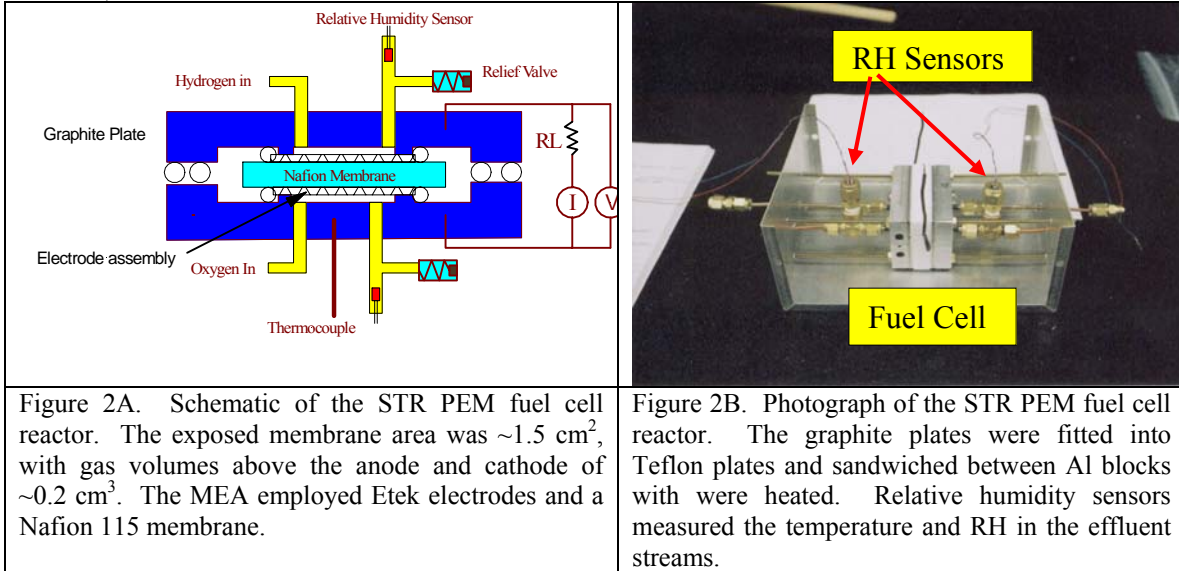 Relative Humidity Sensor
Hydrogen in
Relief Valve
Graphite Plate
RL
Nafion Membrane
I
V
Electrode assembly
Oxygen In
Thermocouple
RH Sensors
Fuel Cell
Figure 2A. Schematic of the STR PEM fuel cell
reactor. The exposed membrane area was ~1.5 cm²,
with gas volumes above the anode and cathode of
~0.2 cm³. The MEA employed Etek electrodes and a
Nafion 115 membrane.
Figure 2B. Photograph of the STR PEM fuel cell
reactor. The graphite plates were fitted into
Teflon plates and sandwiched between Al blocks
with were heated. Relative humidity sensors
measured the temperature and RH in the effluent
streams.